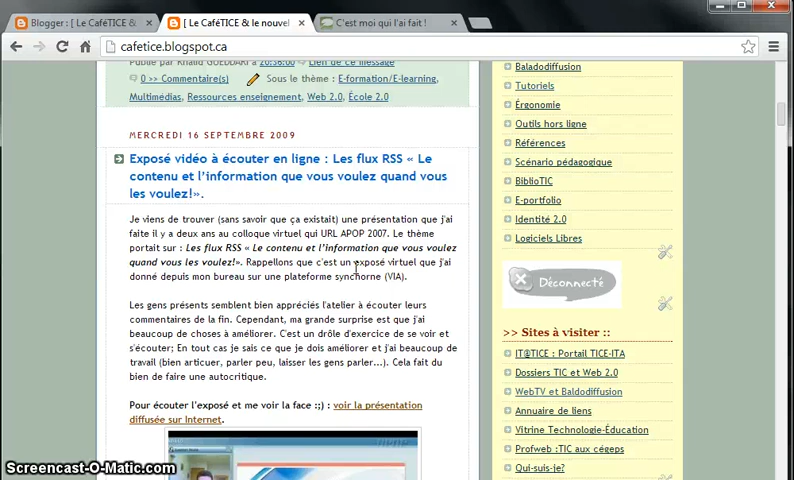 Blogger : [ Le CaféTICE &
[ Le CaféTICE & le nouvel
C'est moi qui l'ai fait !
cafetice.blogspot.ca
Publié par Khalid GUEDDARI à 20:36:00 Lien de ce message
0 >> Commentaire(s) Sous le thème : E-formation/E-learning,
Multimédias, Ressources enseignement, Web 2.0, École 2.0
MERCREDI 16 SEPTEMBRE 2009
Exposé vidéo à écouter en ligne : Les flux RSS « Le
contenu et l'information que vous voulez quand vous
les voulez!».
Je viens de trouver (sans savoir que ça existait) une présentation que j'ai
faite il y a deux ans au colloque virtuel qui URL APOP 2007. Le thème
portait sur : Les flux RSS « Le contenu et l'information que vous voulez
quand vous les voulez!». Rappellons que c'est un exposé virtuel que j'ai
donné depuis mon bureau sur une plateforme synchorne (VIA).
Les gens présents semblent bien appréciés l'atelier à écouter leurs
commentaires de la fin. Cependant, ma grande surprise est que j'ai
beaucoup de choses à améliorer. C'est un drôle d'exercice de se voir et
s'écouter; En tout cas je sais ce que je dois améliorer et j'ai beaucoup de
travail (bien articuler, parler peu, laisser les gens parler...). Cela fait du
bien de faire une autocritique.
Pour écouter l'exposé et me voir la face :;) : voir la présentation
diffusée sur Internet.
Baladodiffusion
Tutoriels
Érgonomie
Outils hors ligne
Références
Scénario pédagogique
BiblioTIC
E-portfolio
Identité 2.0
Logiciels Libres
Déconnecté
>> Sites à visiter ::
IT@TICE : Portail TICE-ITA
Dossiers TIC et Web 2.0
WebTV et Baldodiffusion
Annuaire de liens
Vitrine Technologie-Éducation
Profweb :TIC aux cégeps
Qui-suis-je?
Screencast-O-Matic.com